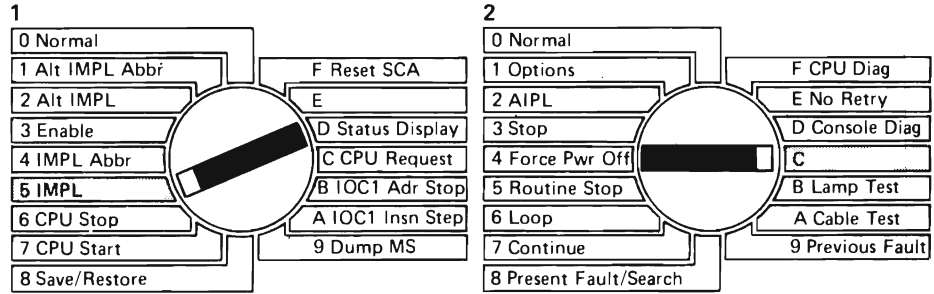 1
0 Normal
1 Alt IMPL Abbr
2 Alt IMPL
3 Enable
4 IMPL Abbr
5 IMPL
6 CPU Stop
7 CPU Start
8 Save/Restore
F Reset SCA
E
D Status Display
C CPU Request
B IOC1 Adr Stop
A IOC1 Insn Step
9 Dump MS
2
0 Normal
1 Options
2 AIPL
3 Stop
4 Force Pwr Off
5 Routine Stop
6 Loop
7 Continue
8 Present Fault/Search
F CPU Diag
E No Retry
D Console Diag
C
B Lamp Test
A Cable Test
9 Previous Fault